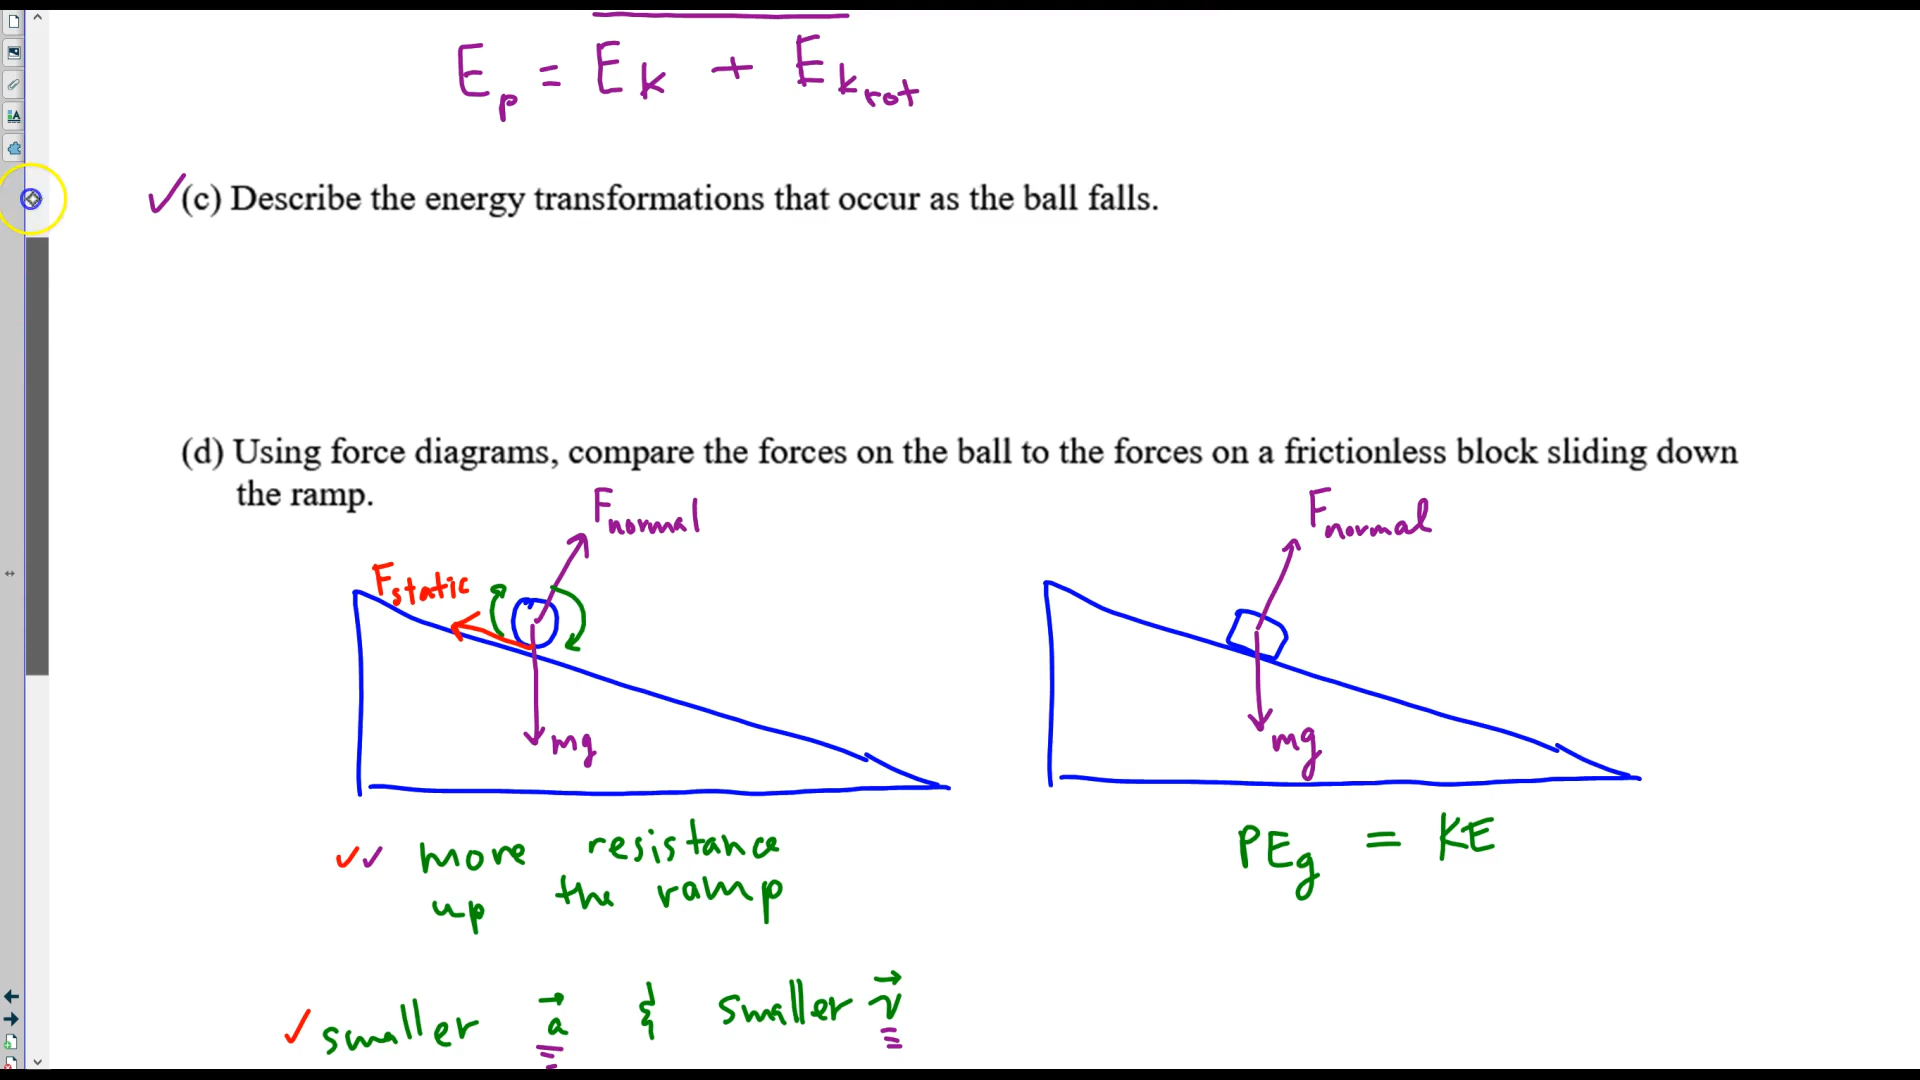 Ep = Ek + Ekrot
✓(c) Describe the energy transformations that occur as the ball falls.
(d) Using force diagrams, compare the forces on the ball to the forces on a frictionless block sliding down
the ramp.
Fnormal
Fstatic
mg
Fnormal
mg
✓✓ more resistance
up the ramp
PEg = KE
✓ smaller a⃗ & smaller v⃗